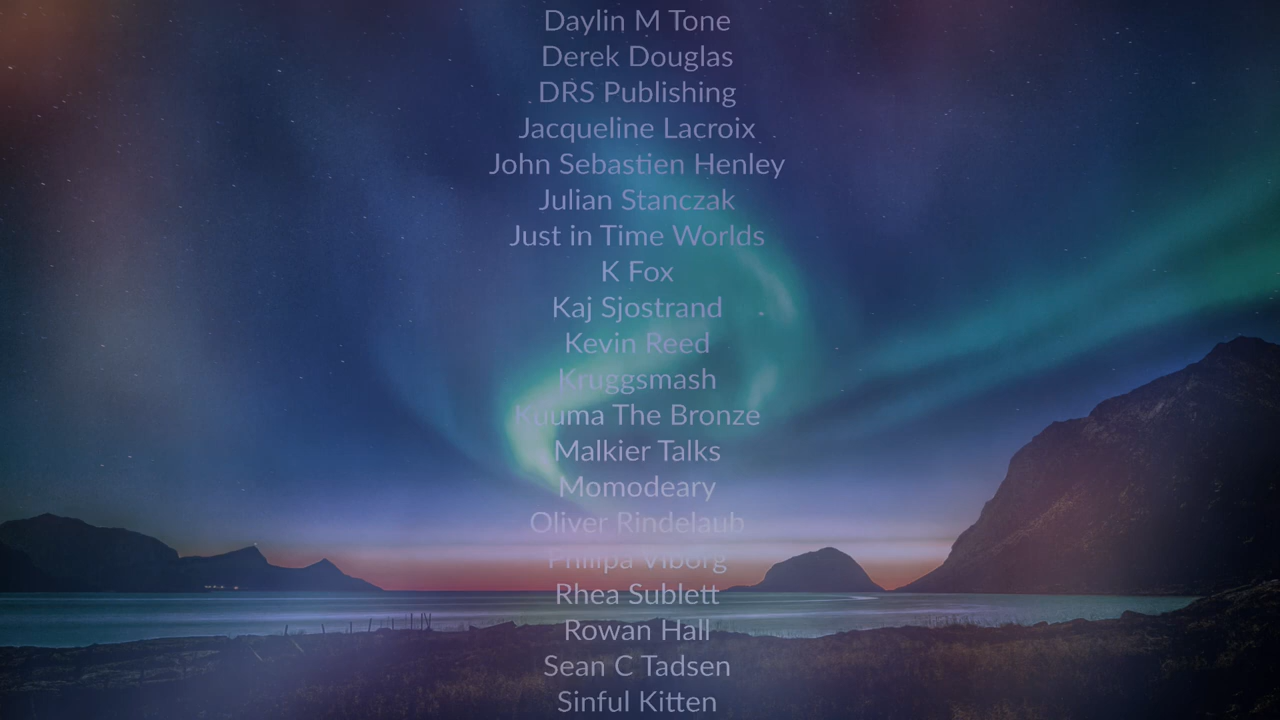 Daylin M Tone
Derek Douglas
DRS Publishing
Jacqueline Lacroix
John Sebastien Henley
Julian Stanczak
Just in Time Worlds
K Fox
Kaj Sjostrand
Kevin Reed
Kruggsmash
Kuuma The Bronze
Malkier Talks
Momodeary
Oliver Rindelaub
Philipa Viborg
Rhea Sublett
Rowan Hall
Sean C Tadsen
Sinful Kitten